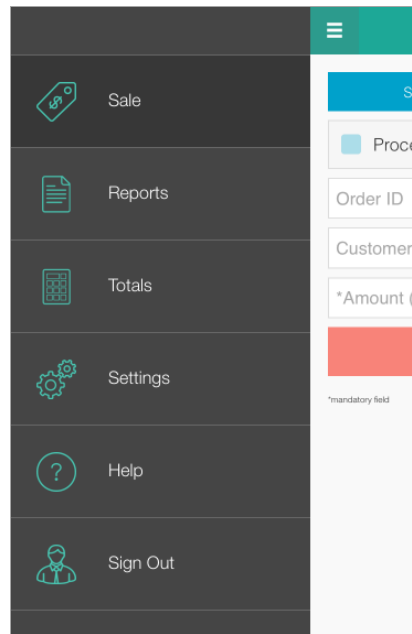 Sale
Reports
Totals
Settings
Help
Sign Out
S
Proce
Order ID
Customer
*Amount (
*mandatory field